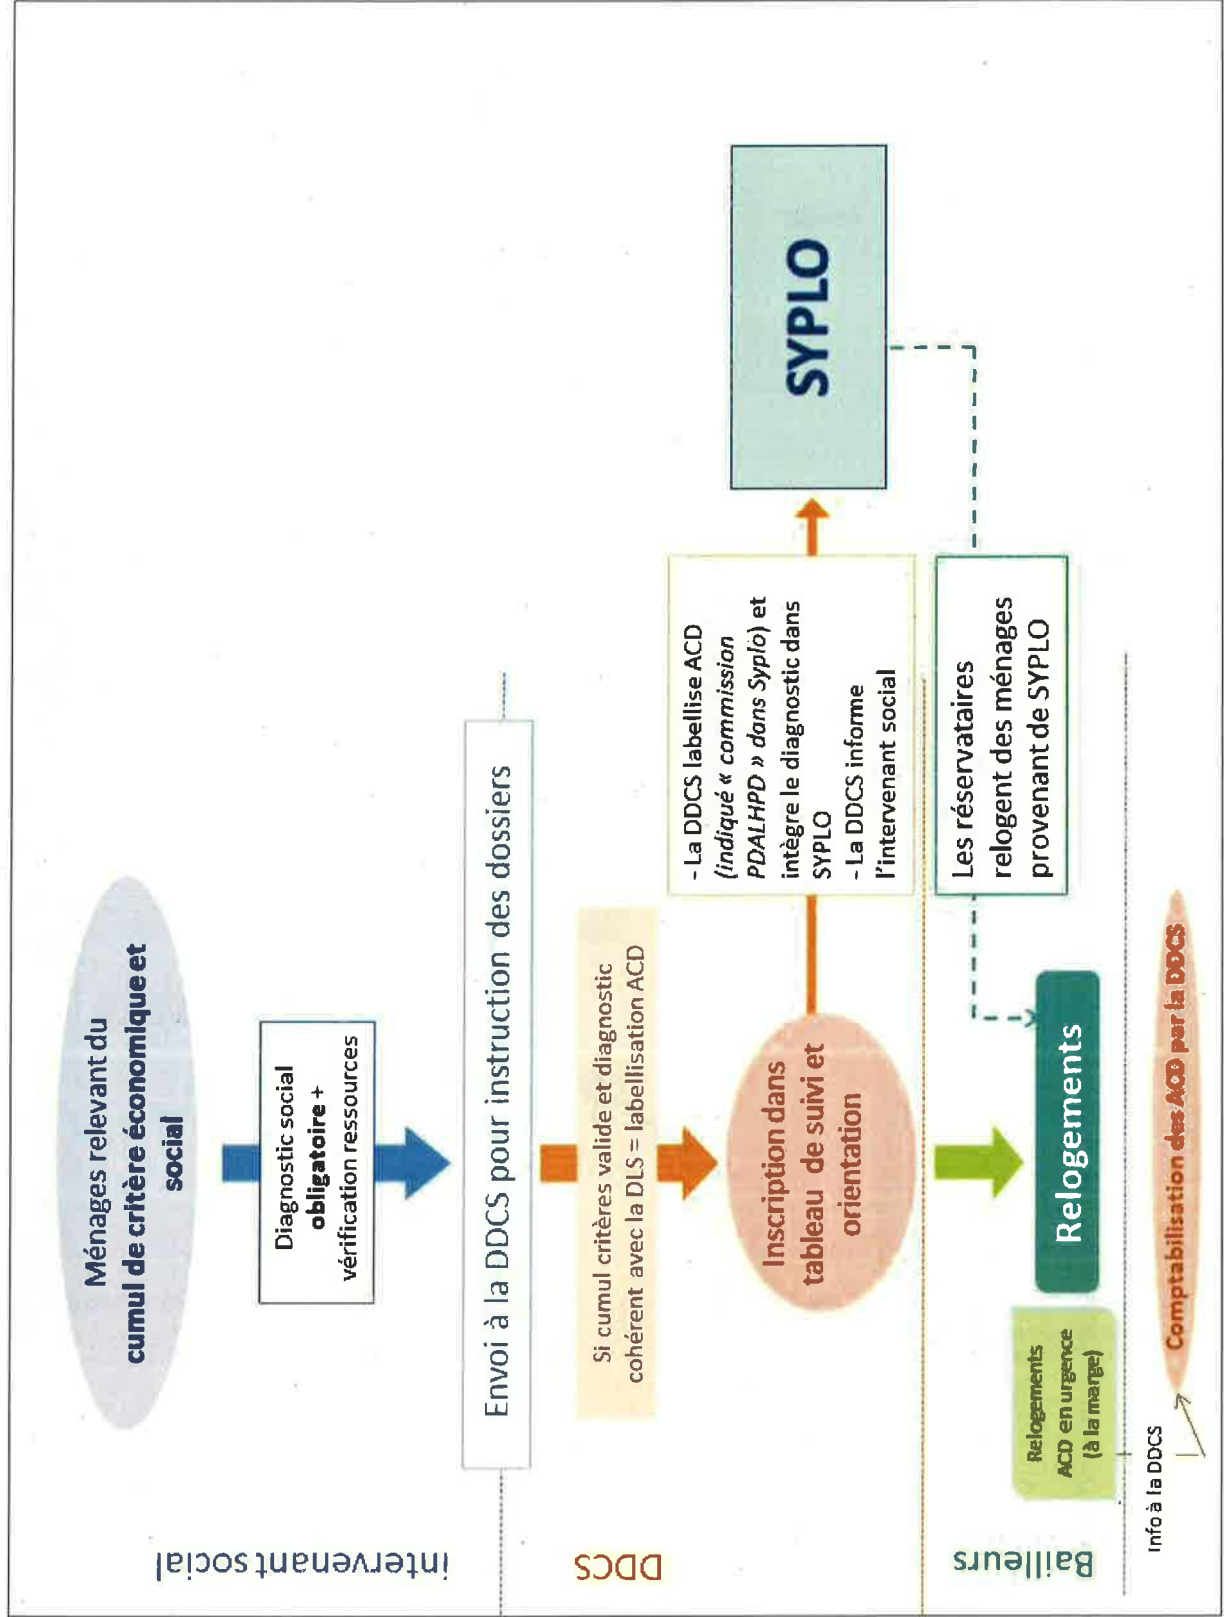 Ménages relevant du
cumul de critère économique et
social
Diagnostic social
obligatoire +
vérification ressources
intervenant social
Envoi à la DDCS pour instruction des dossiers
Si cumul critères valide et diagnostic
cohérent avec la DLS = labellisation ACD
DDCS
Inscription dans
tableau de suivi et
orientation
- La DDCS labellise ACD
(indiqué « commission
PDALHPD » dans Syplo) et
intègre le diagnostic dans
SYPLO
- La DDCS informe
l'intervenant social
SYPLO
Les réservataires
relogent des ménages
provenant de SYPLO
Bailleurs
Relogements
ACD en urgence
(à la marge)
Relogements
Info à la DDCS
Comptabilisation des ACD par la DDCS